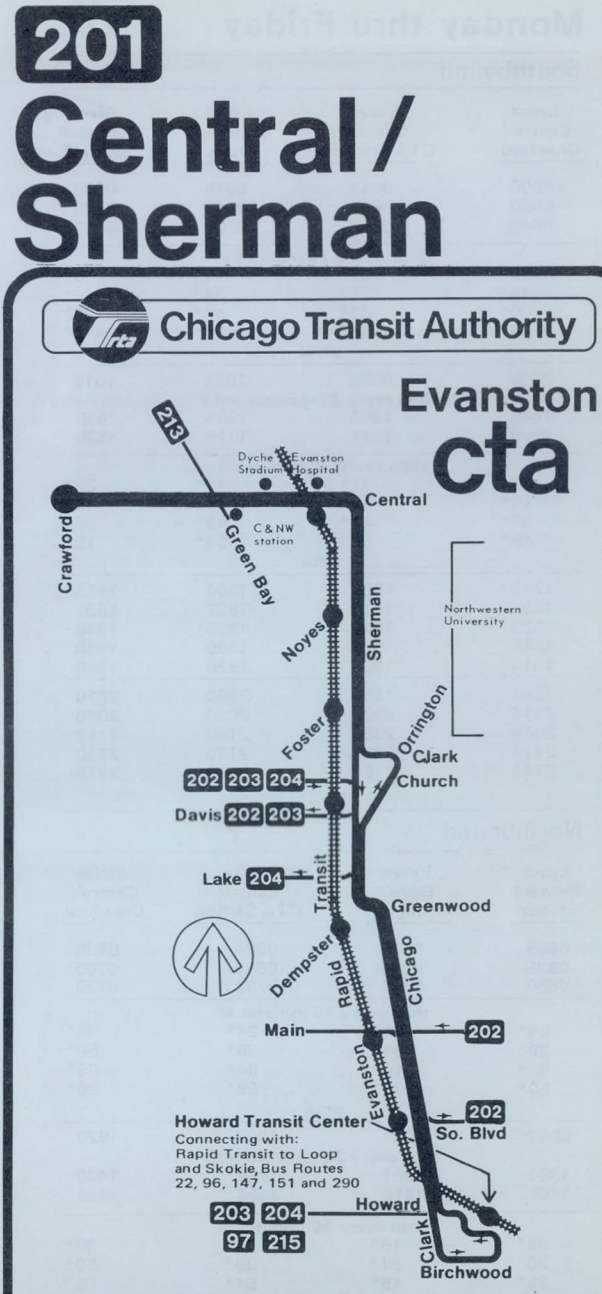 201
Central/
Sherman
rta Chicago Transit Authority
Evanston
cta
213
Dyche Evanston
Stadium Hospital
Central
Crawford
C & NW
station
Green Bay
Northwestern
University
Noyes
Sherman
Foster
Orrington
Clark
202 203 204
Church
Davis 202 203
Lake 204
Transit
Greenwood
Dempster
Rapid
Chicago
Main
202
Evanston
202
So. Blvd
Howard Transit Center
Connecting with:
Rapid Transit to Loop
and Skokie, Bus Routes
22, 96, 147, 151 and 290
203 204
97 215
Howard
Clark
Birchwood